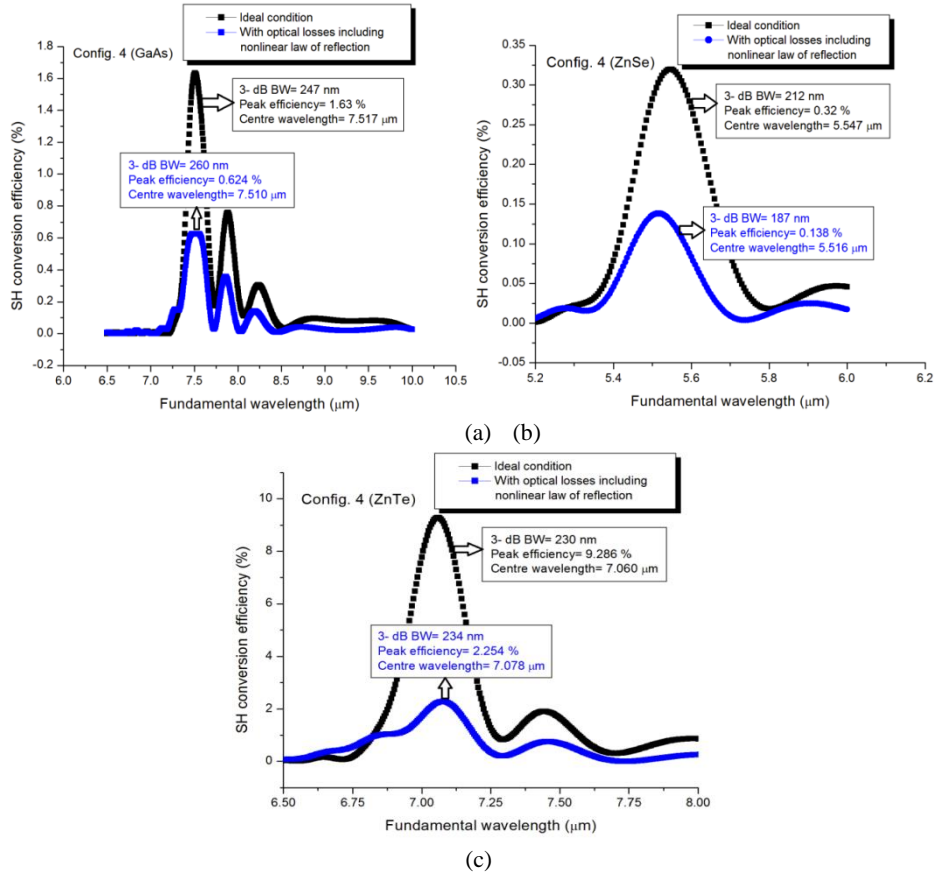 Ideal condition
With optical losses including
nonlinear law of reflection
Config. 4 (GaAs)
3- dB BW= 247 nm
Peak efficiency= 1.63 %
Centre wavelength= 7.517 μm
3- dB BW= 260 nm
Peak efficiency= 0.624 %
Centre wavelength= 7.510 μm
SH conversion efficiency (%)
1.8
1.6
1.4
1.2
1.0
0.8
0.6
0.4
0.2
0.0
-0.2
6.0 6.5 7.0 7.5 8.0 8.5 9.0 9.5 10.0 10.5
Fundamental wavelength (μm)
Ideal condition
With optical losses including
nonlinear law of reflection
Config. 4 (ZnSe)
3- dB BW= 212 nm
Peak efficiency= 0.32 %
Centre wavelength= 5.547 μm
3- dB BW= 187 nm
Peak efficiency= 0.138 %
Centre wavelength= 5.516 μm
SH conversion efficiency (%)
0.35
0.30
0.25
0.20
0.15
0.10
0.05
0.00
-0.05
5.2 5.4 5.6 5.8 6.0 6.2
Fundamental wavelength (μm)
(a) (b)
Ideal condition
With optical losses including
nonlinear law of reflection
Config. 4 (ZnTe)
3- dB BW= 230 nm
Peak efficiency= 9.286 %
Centre wavelength= 7.060 μm
3- dB BW= 234 nm
Peak efficiency= 2.254 %
Centre wavelength= 7.078 μm
SH conversion efficiency (%)
10
8
6
4
2
0
6.50 6.75 7.00 7.25 7.50 7.75 8.00
Fundamental wavelength (μm)
(c)